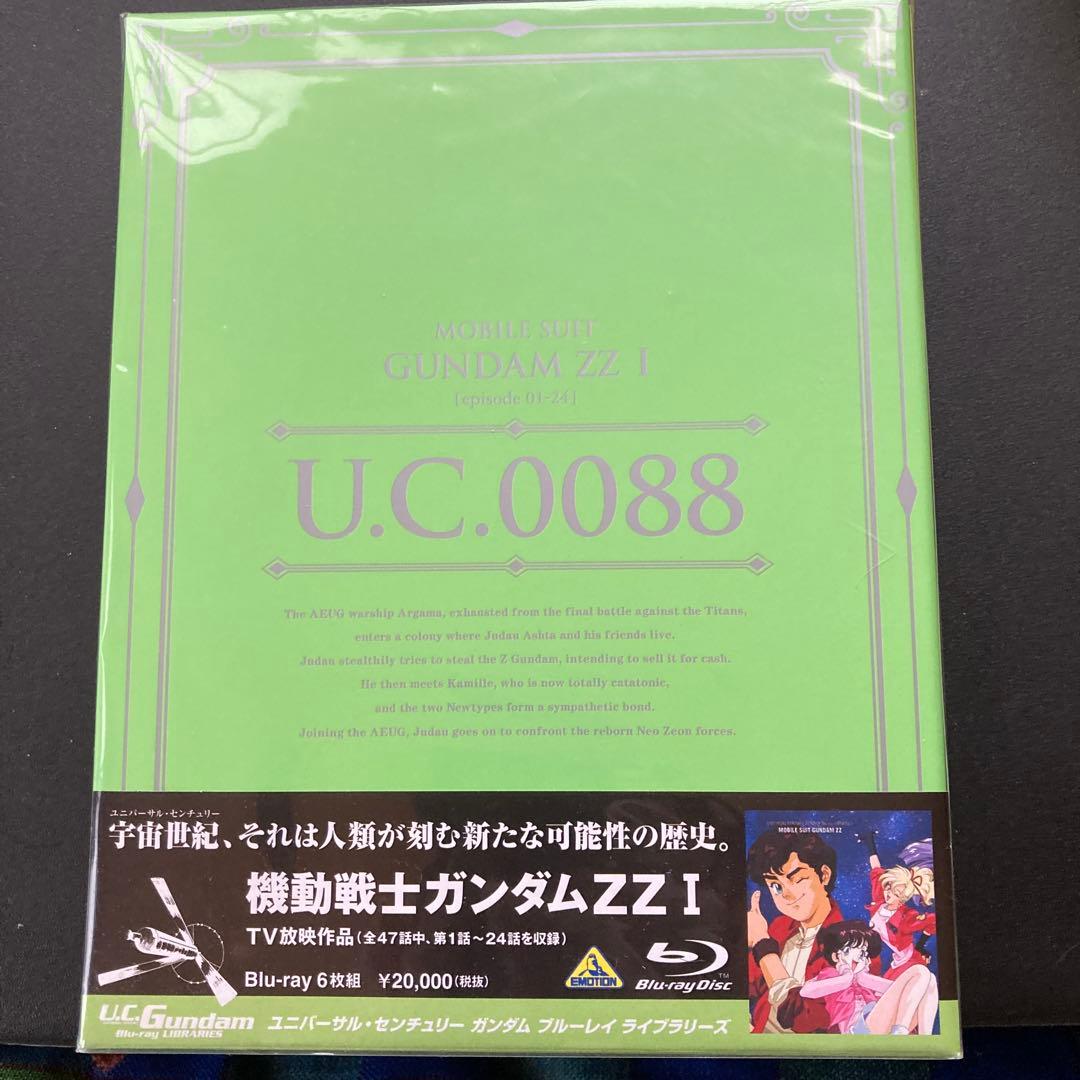 MOBILE SUIT
GUNDAM ZZ I
[episode 01-24]
U.C.0088
The AEUG warship Argama, exhausted from the final battle against the Titans,
enters a colony where Judau Ashta and his friends live.
Judau stealthily tries to steal the Z Gundam, intending to sell it for cash.
He then meets Kamille, who is now totally catatonic,
and the two Newtypes form a sympathetic bond.
Joining the AEUG, Judau goes on to confront the reborn Neo Zeon forces.
ユニバーサル・センチュリー
宇宙世紀、それは人類が刻む新たな可能性の歴史。
機動戦士ガンダムZZ I
TV放映作品(全47話中、第1話~24話を収録)
Blu-ray 6枚組 ¥20,000(税抜)
EMOTION
Blu-ray Disc
TM
MOBILE SUIT GUNDAM ZZ
U.C.Gundam
Blu-ray LIBRARIES
ユニバーサル・センチュリー ガンダム ブルーレイ ライブラリーズ